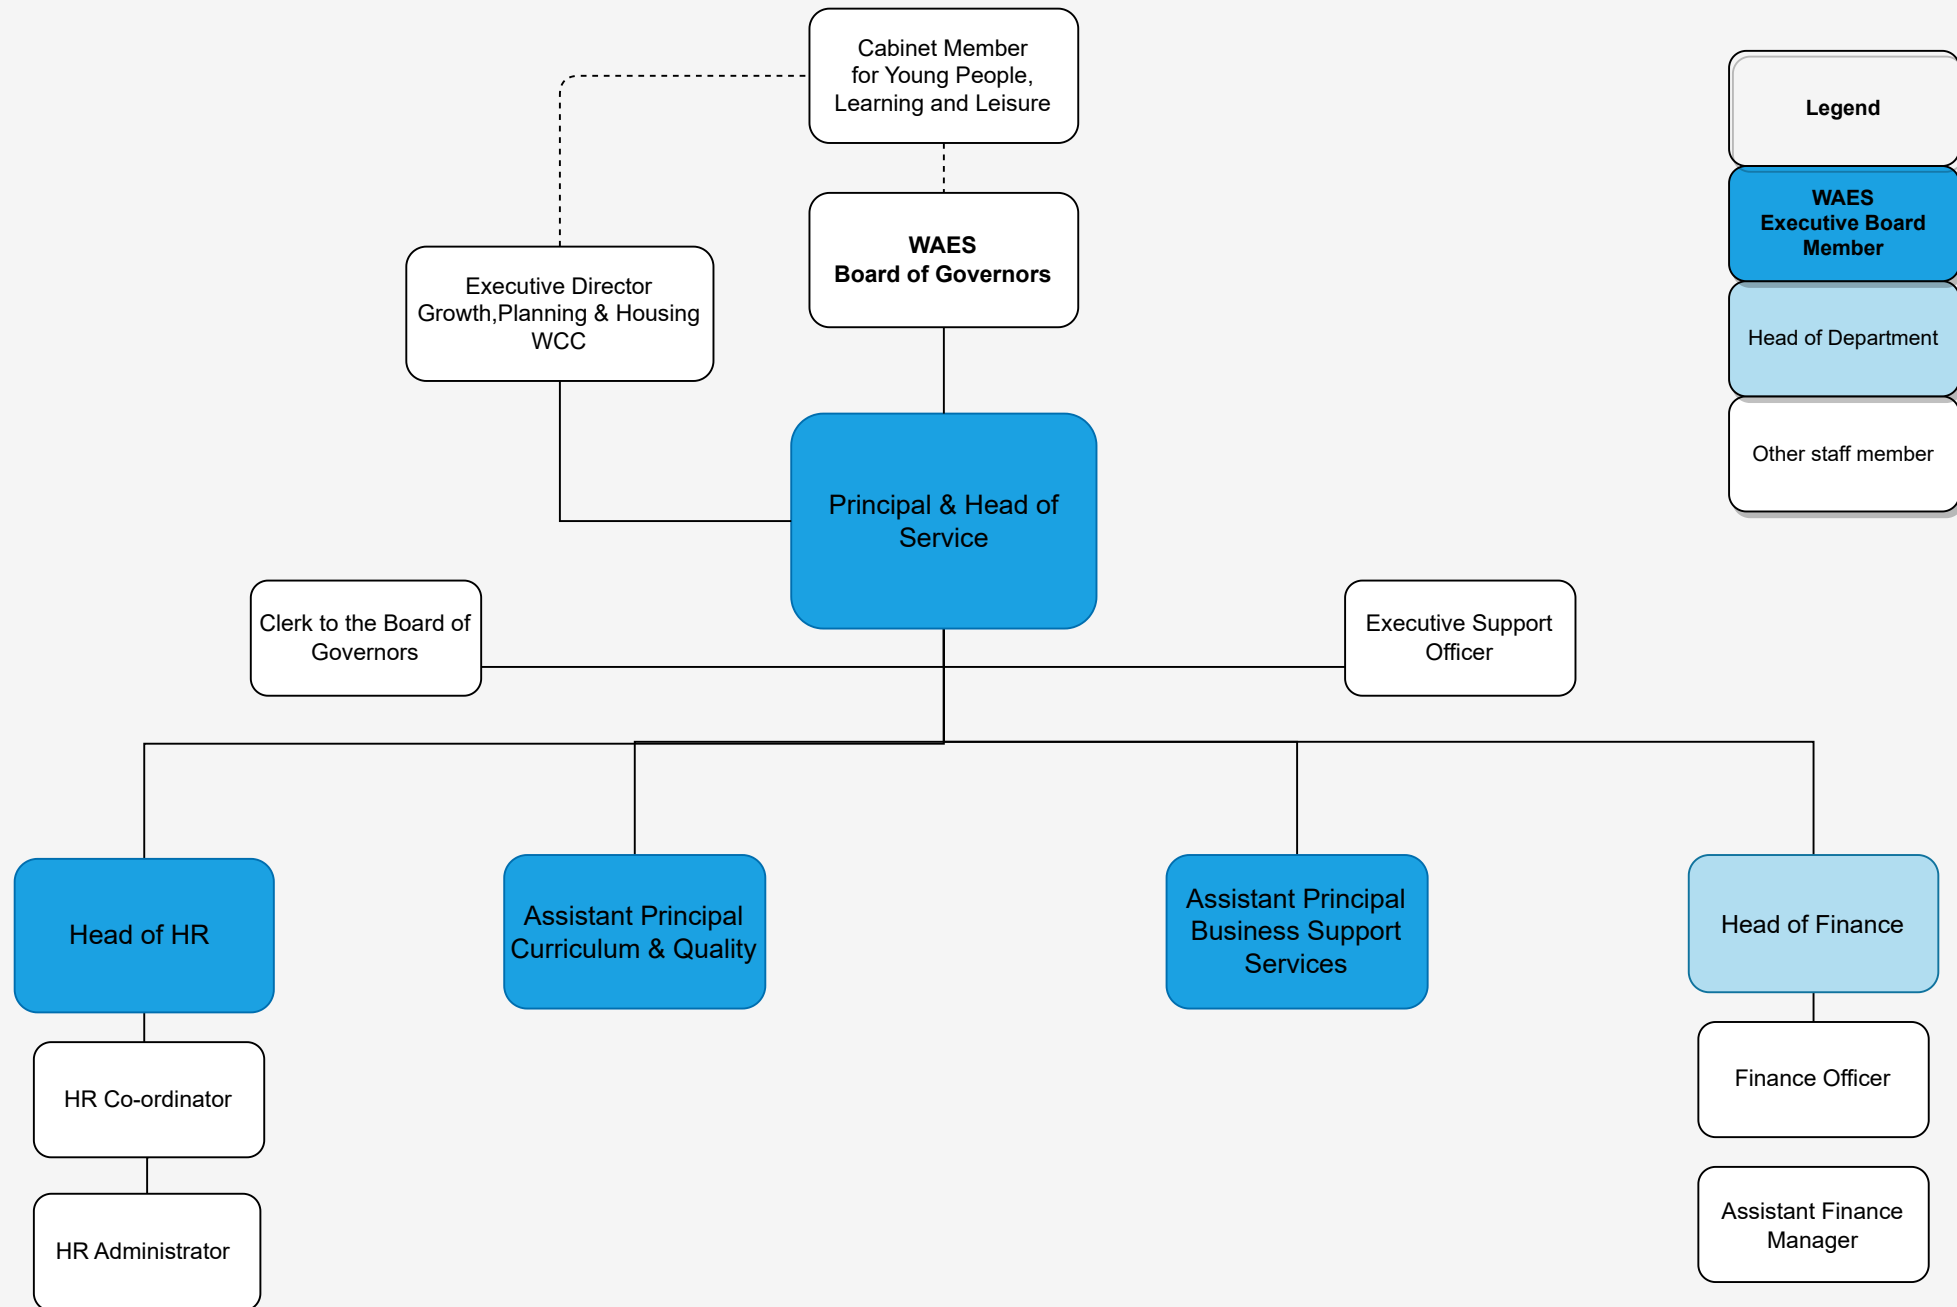 Cabinet Member
for Young People,
Learning and Leisure
Legend
WAES
Executive Board
Member
Head of Department
Other staff member
WAES
Board of Governors
Executive Director
Growth,Planning & Housing
WCC
Principal & Head of
Service
Clerk to the Board of
Governors
Executive Support
Officer
Head of HR
Assistant Principal
Curriculum & Quality
Assistant Principal
Business Support
Services
Head of Finance
HR Co-ordinator
Finance Officer
HR Administrator
Assistant Finance
Manager